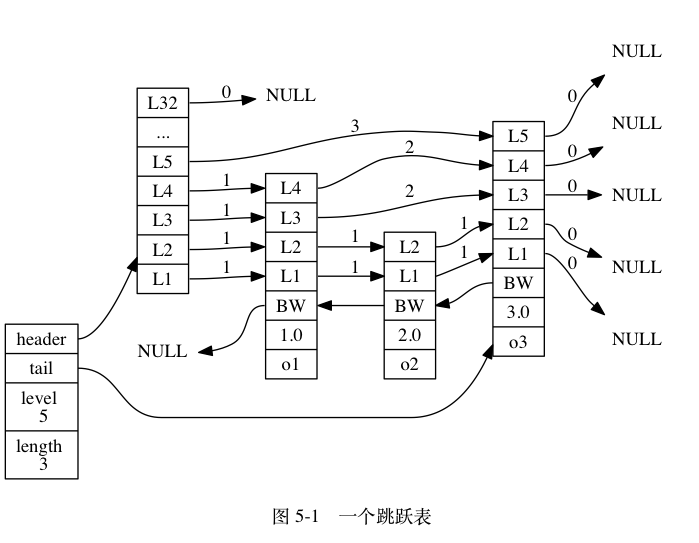 NULL
L32
0
NULL
...
L5
3
L4
1
L3
1
L2
1
L1
1
L4
2
L3
2
L2
1
L1
1
BW
1.0
o1
NULL
L2
1
L1
1
BW
2.0
o2
L5
0
L4
0
NULL
L3
0
NULL
L2
0
NULL
L1
0
NULL
BW
3.0
o3
header
tail
level
5
length
3
图 5-1 一个跳跃表